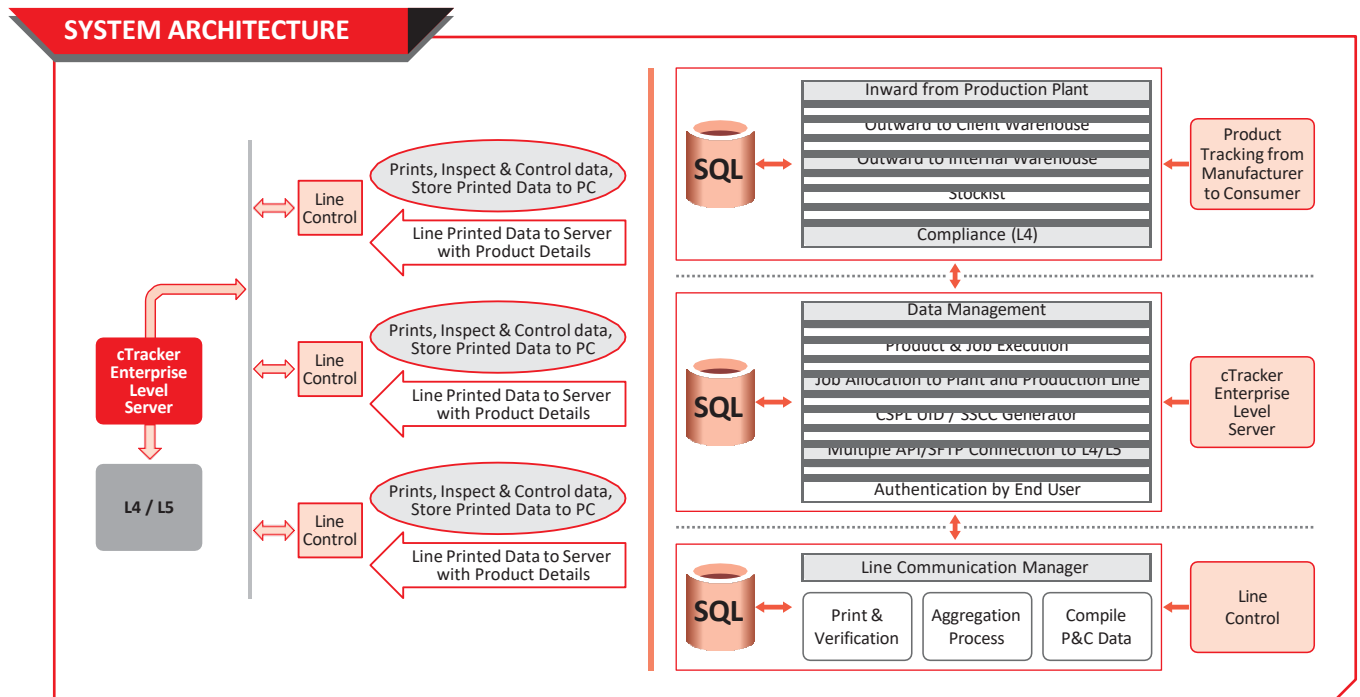 SYSTEM ARCHITECTURE
cTracker
Enterprise
Level
Server
L4 / L5
Line
Control
Prints, Inspect & Control data,
Store Printed Data to PC
Line Printed Data to Server
with Product Details
Line
Control
Prints, Inspect & Control data,
Store Printed Data to PC
Line Printed Data to Server
with Product Details
Line
Control
Prints, Inspect & Control data,
Store Printed Data to PC
Line Printed Data to Server
with Product Details
SQL
Inward from Production Plant
Outward to Client Warehouse
Outward to Internal Warehouse
Stockist
Compliance (L4)
Product
Tracking from
Manufacturer
to Consumer
SQL
Data Management
Product & Job Execution
Job Allocation to Plant and Production Line
CSPL UID / SSCC Generator
Multiple API/SFTP Connection to L4/L5
Authentication by End User
cTracker
Enterprise
Level
Server
SQL
Line Communication Manager
Print &
Verification
Aggregation
Process
Compile
P&C Data
Line
Control